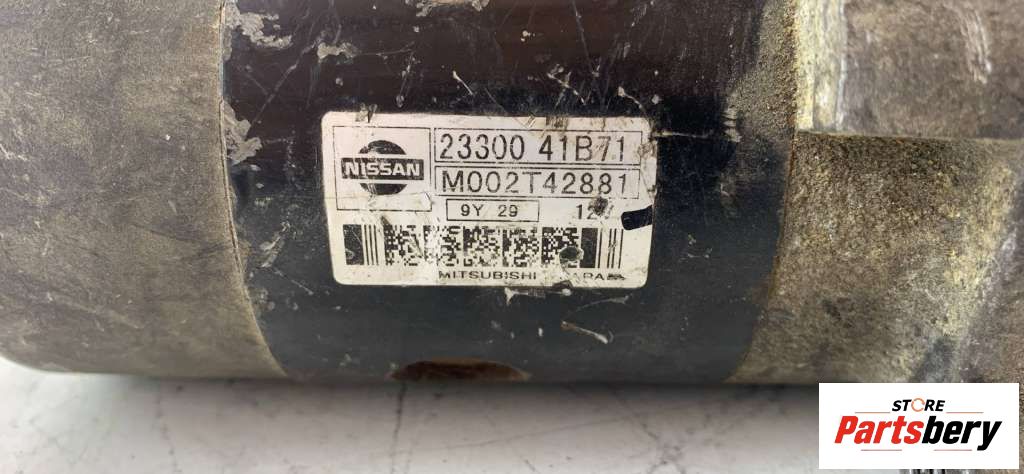 NISSAN
23300 41B71
M002T42881
9Y 29
MITSUBISHI
STORE
Partsbery